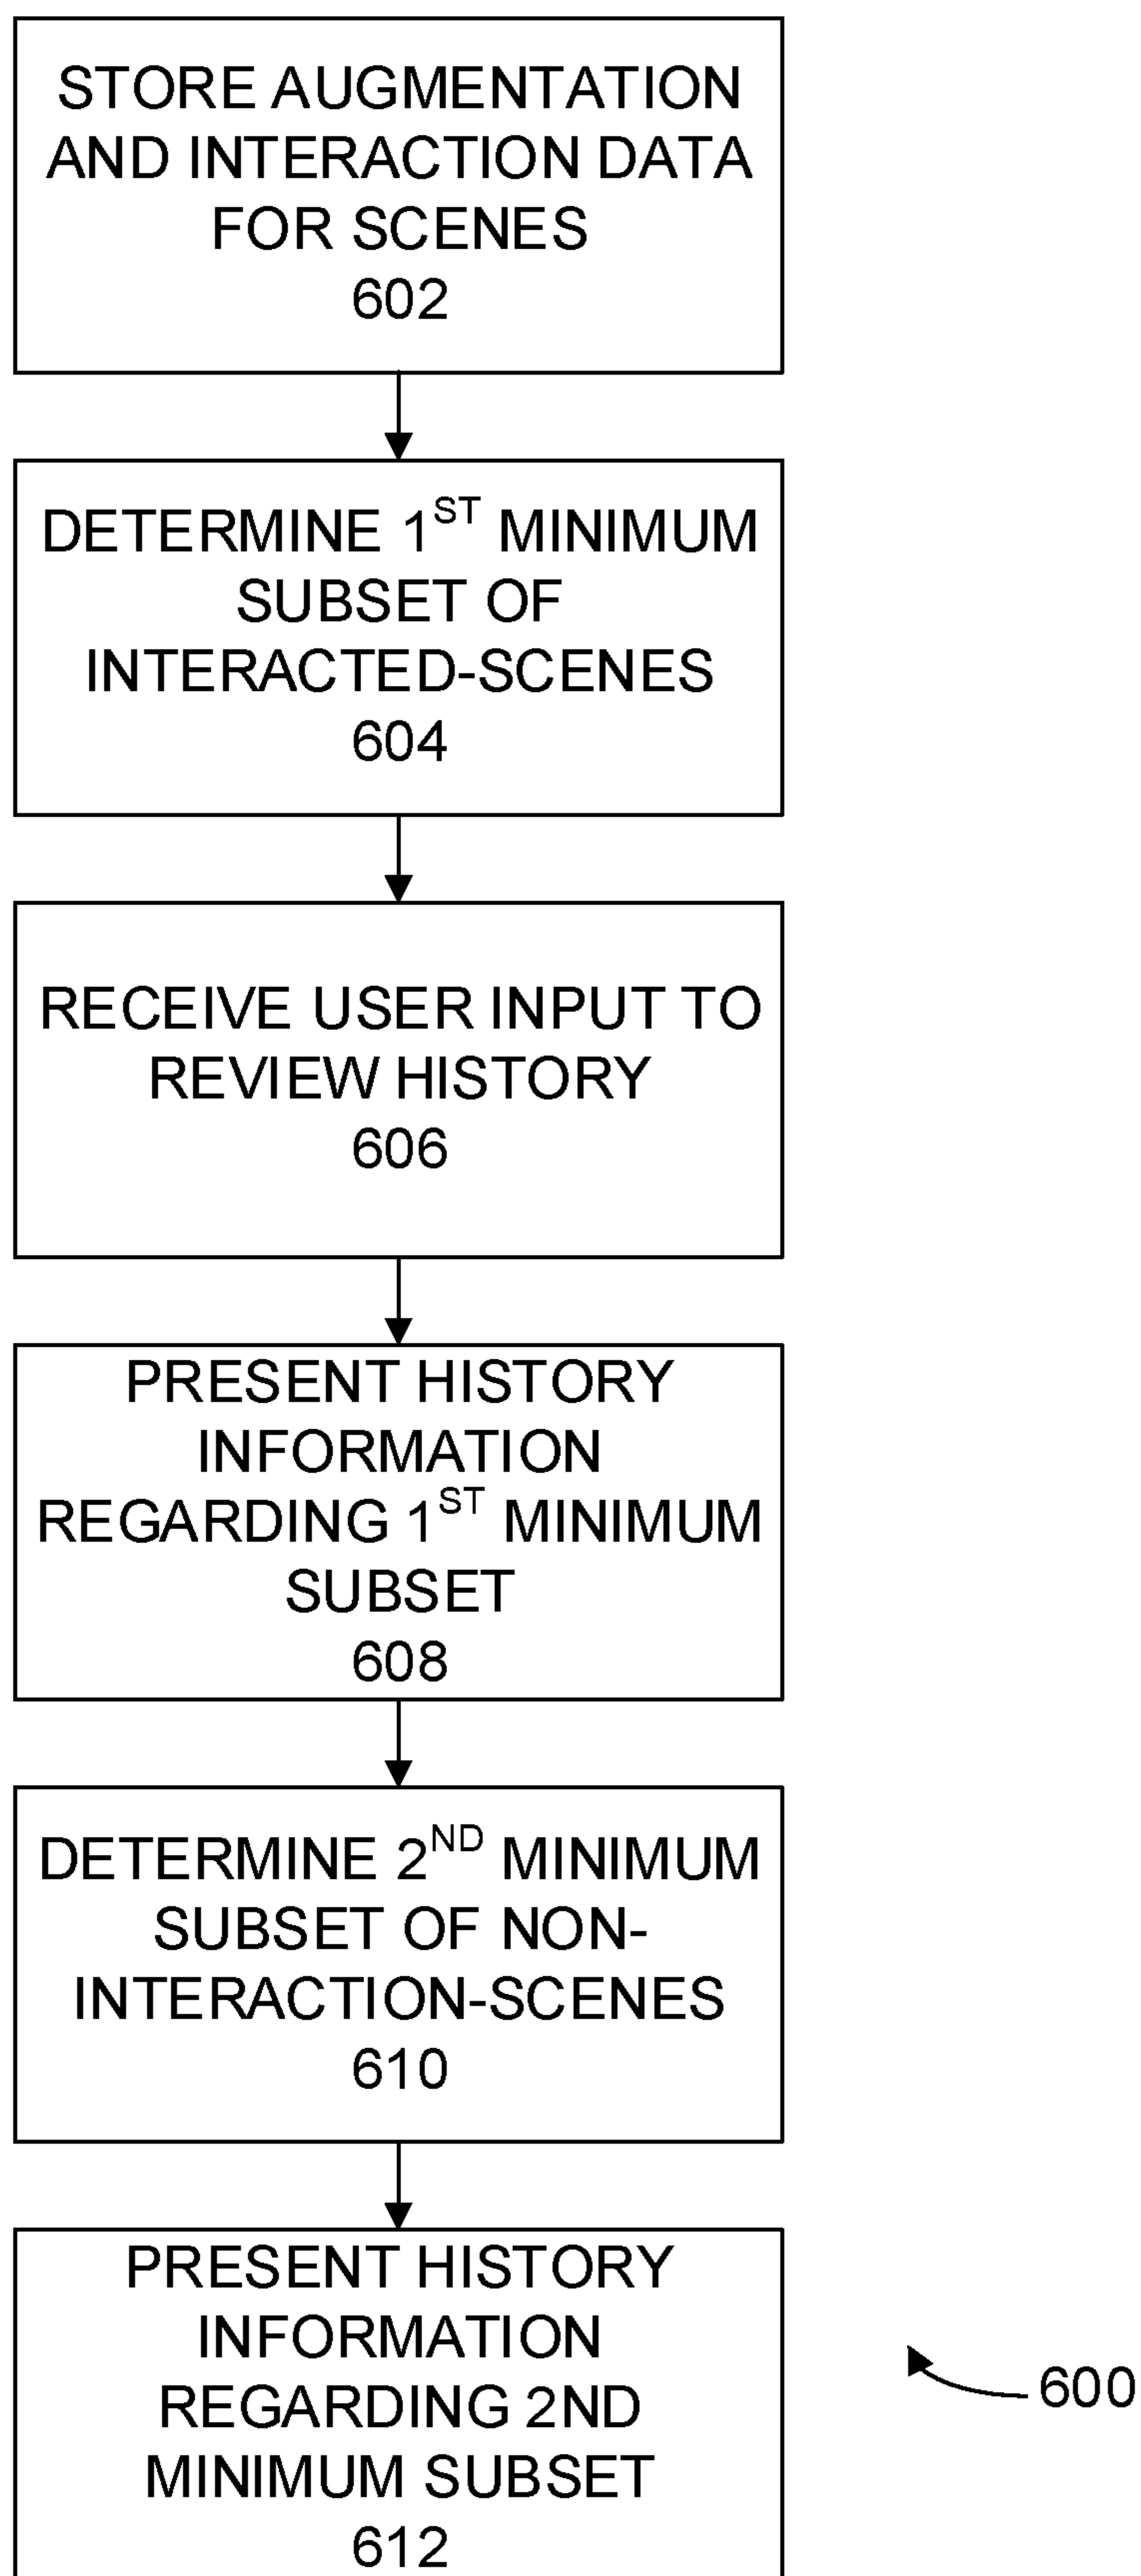 STORE AUGMENTATION
AND INTERACTION DATA
FOR SCENES
602
DETERMINE 1ST MINIMUM
SUBSET OF
INTERACTED-SCENES
604
RECEIVE USER INPUT TO
REVIEW HISTORY
606
PRESENT HISTORY
INFORMATION
REGARDING 1ST MINIMUM
SUBSET
608
DETERMINE 2ND MINIMUM
SUBSET OF NON-
INTERACTION-SCENES
610
PRESENT HISTORY
INFORMATION
REGARDING 2ND
MINIMUM SUBSET
612
600